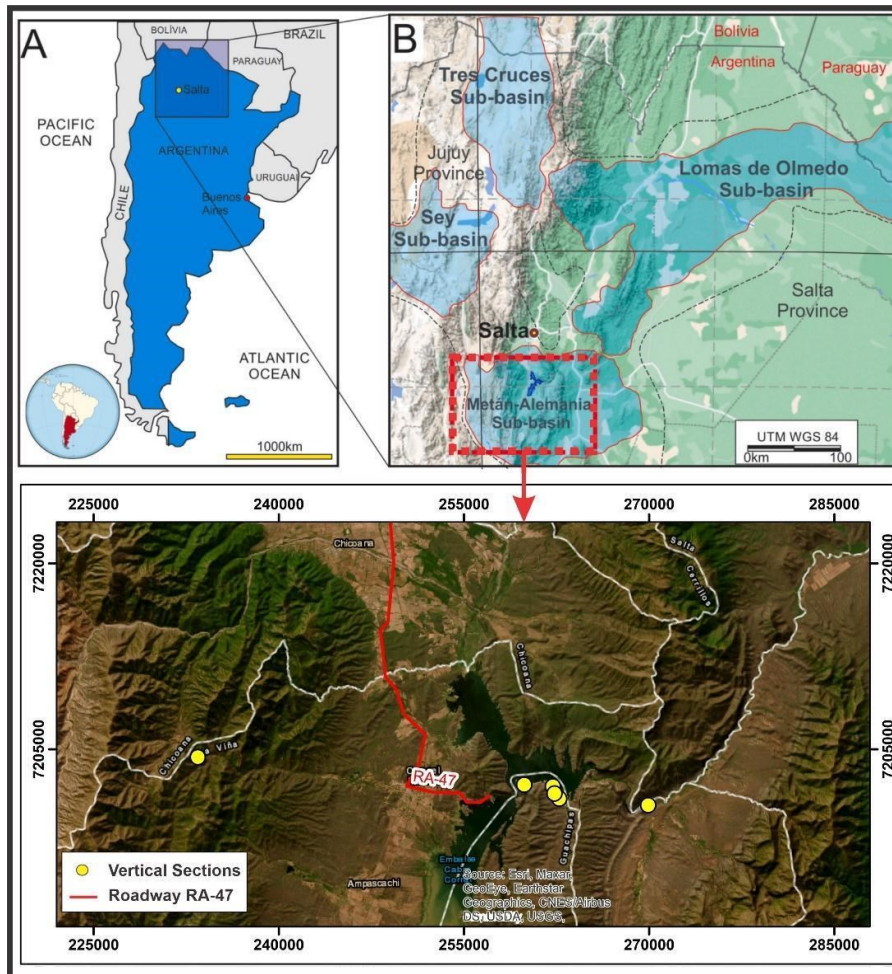 A
BOLÍVIA
BRAZIL
PARAGUAY
Salta
PACIFIC
OCEAN
ARGENTINA
CHILE
URUGUAI
Buenos
Aires
ATLANTIC
OCEAN
1000km
B
Bolivia
Argentina
Paraguay
Tres Cruces
Sub-basin
Jujuy
Province
Lomas de Olmedo
Sub-basin
Sey
Sub-basin
Salta
Province
Salta
Metán-Alemania
Sub-basin
UTM WGS 84
0km 100
225000 240000 255000 270000 285000
7220000 7220000
Chicoana
Salta
Cerrillos
Chicoana
7205000 7205000
Chicoana
a Viña
RA-47
Guachipas
Embalse
Ampascachi
Source: Esri, Maxar,
GeoEye, Earthstar
Geographics, CNES/Airbus
DS, USDA, USGS,
Vertical Sections
Roadway RA-47
225000 240000 255000 270000 285000